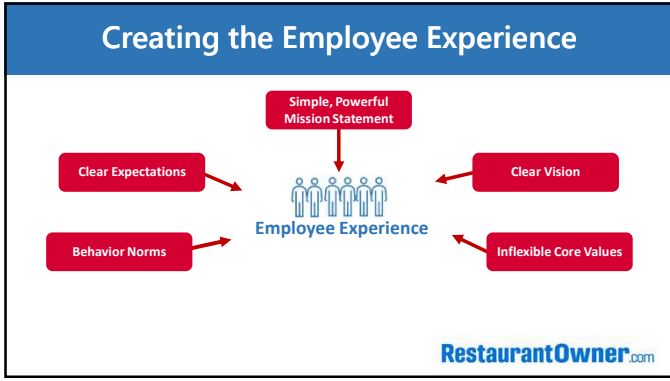 Creating the Employee Experience
Simple, Powerful
Mission Statement
Clear Expectations
Clear Vision
Employee Experience
Behavior Norms
Inflexible Core Values
RestaurantOwner.com